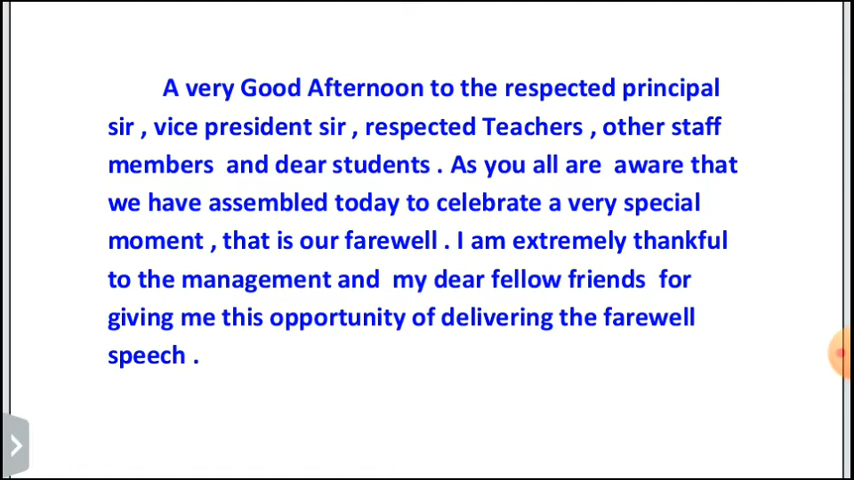 A very Good Afternoon to the respected principal
sir , vice president sir , respected Teachers , other staff
members  and dear students . As you all are  aware that
we have assembled today to celebrate a very special
moment , that is our farewell . I am extremely thankful
to the management and  my dear fellow friends  for
giving me this opportunity of delivering the farewell
speech .